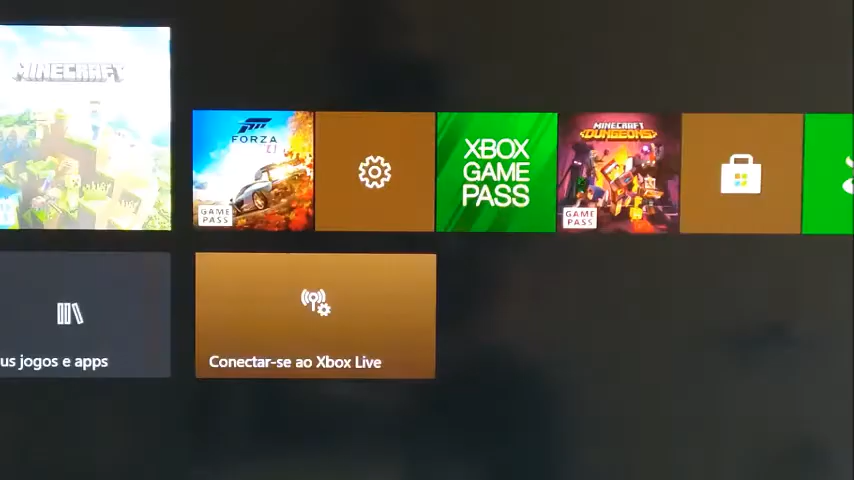 MINECRAFT
FORZA
GAME
PASS
XBOX
GAME
PASS
MINECRAFT
DUNGEONS
GAME
PASS
us jogos e apps
Conectar-se ao Xbox Live